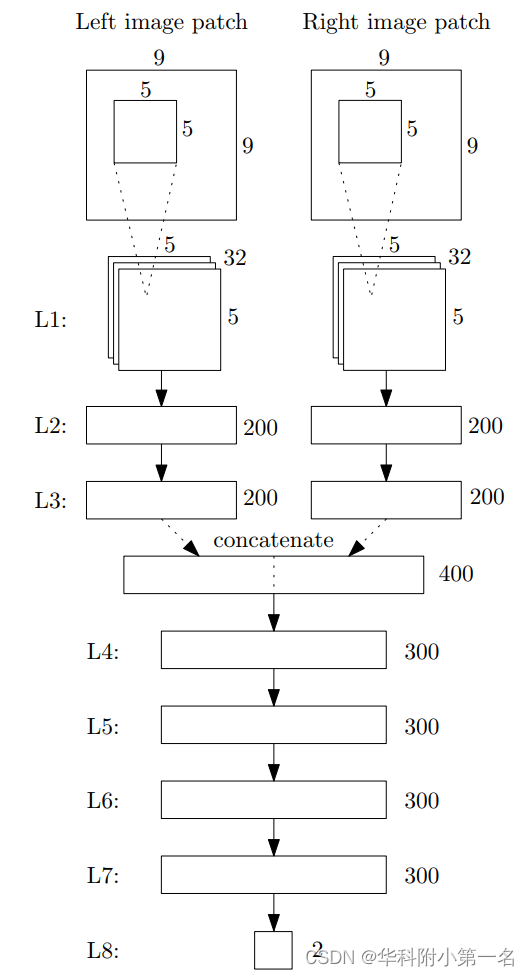 Left image patch Right image patch
9 9
5 5
5 5
9 9
5 5
32 32
L1: 5 5
L2: 200 200
L3: 200 200
concatenate
400
L4: 300
L5: 300
L6: 300
L7: 300
L8: 2
CSDN @华科附小第一名